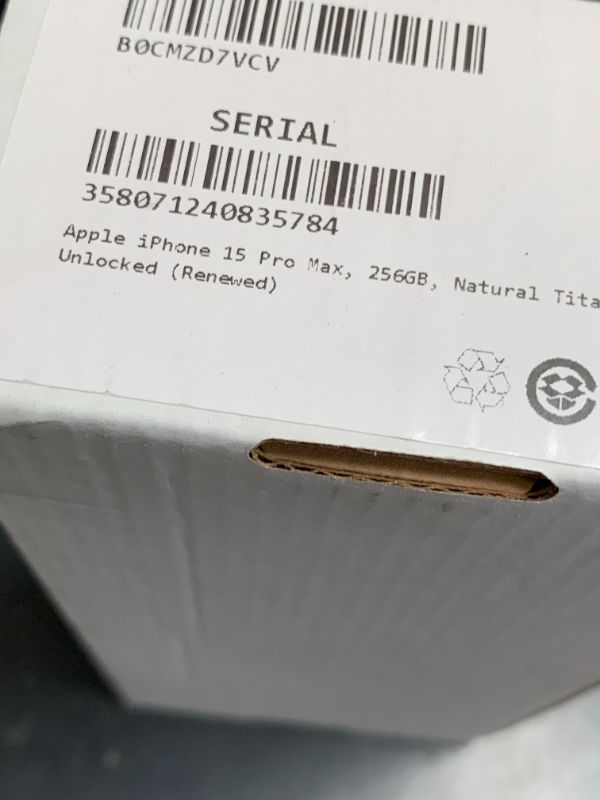 B0CMZD7VCV
SERIAL
358071240835784
Apple iPhone 15 Pro Max, 256GB, Natural Tita
Unlocked (Renewed)